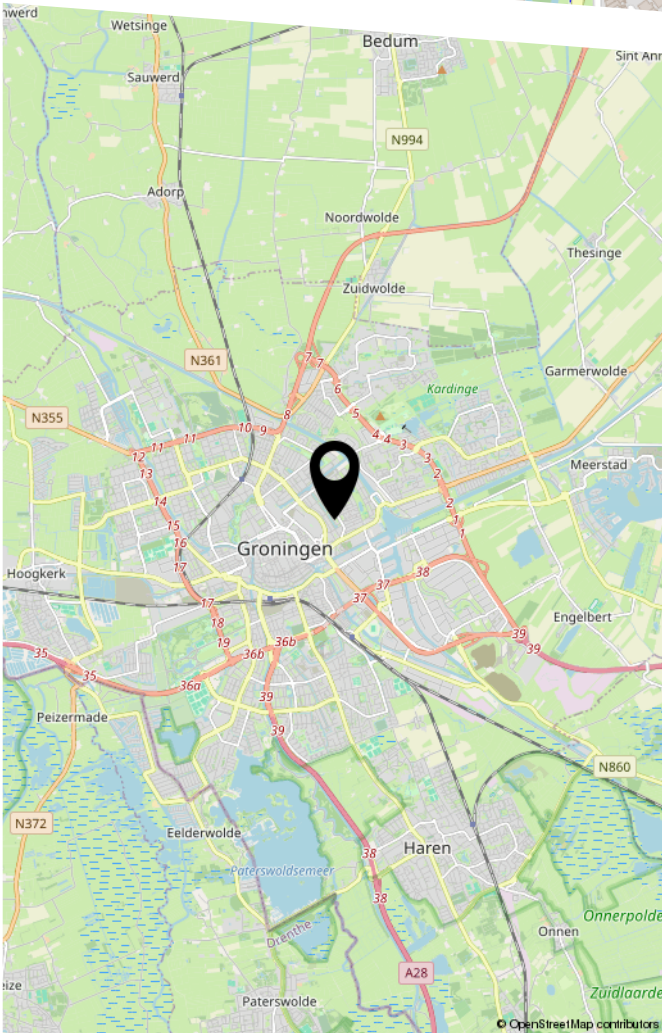 nwerd
Wetsinge
Bedum
Sint Anr
Sauwerd
N994
Adorp
Noordwolde
Thesinge
Zuidwolde
N361
7
7
Garmerwolde
6
Kardinge
N355
8
5
10
9
4
4
3
11
11
12
3
Meerstad
13
2
14
2
15
1
16
1
Groningen
17
Hoogkerk
38
37
17
37
Engelbert
18
39
19
36b
39
35
36b
35
36a
39
Peizermade
39
N860
N372
Eelderwolde
38
Haren
Paterswoldsemeer
38
Onnerpolde
Drenthe
Onnen
A28
eize
Zuidlaarde
Paterswolde
© OpenStreetMap contributors